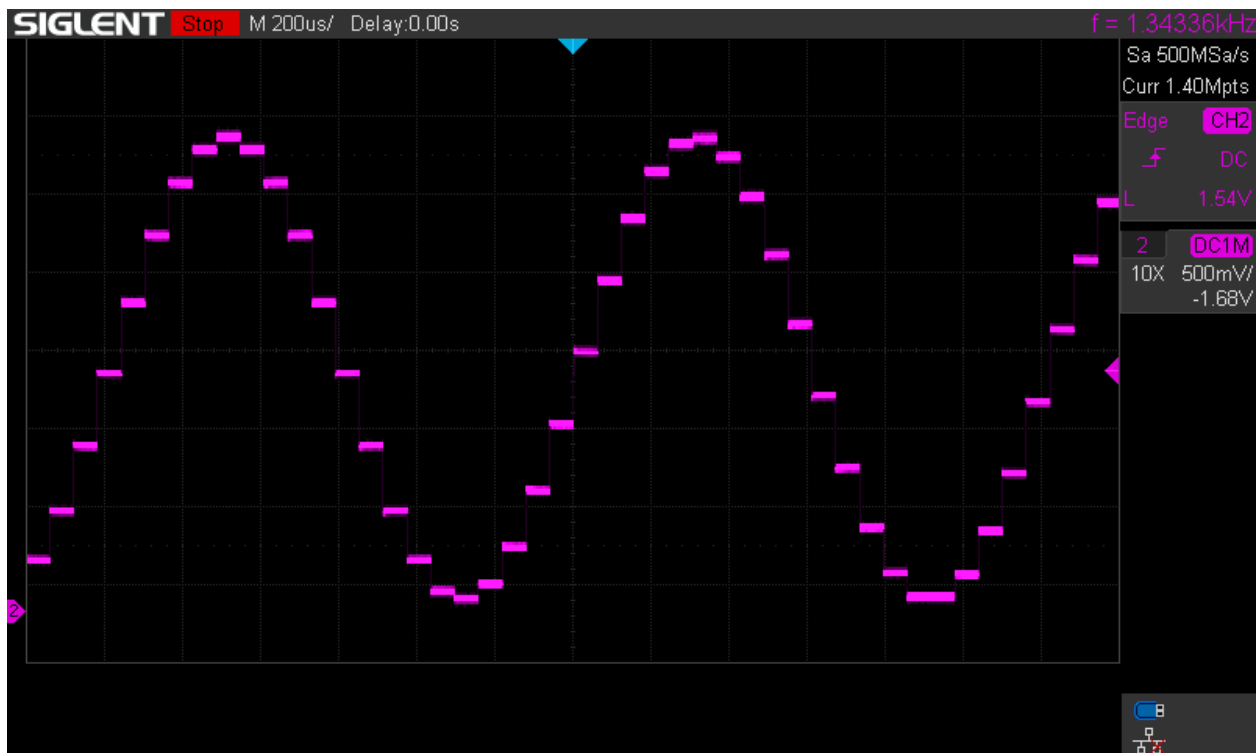 SIGLENT Stop M 200us/ Delay:0.00s f = 1.34336kHz
Sa 500MSa/s
Curr 1.40Mpts
Edge CH2
DC
L 1.54V
2 DC1M
10X 500mV/
-1.68V
2